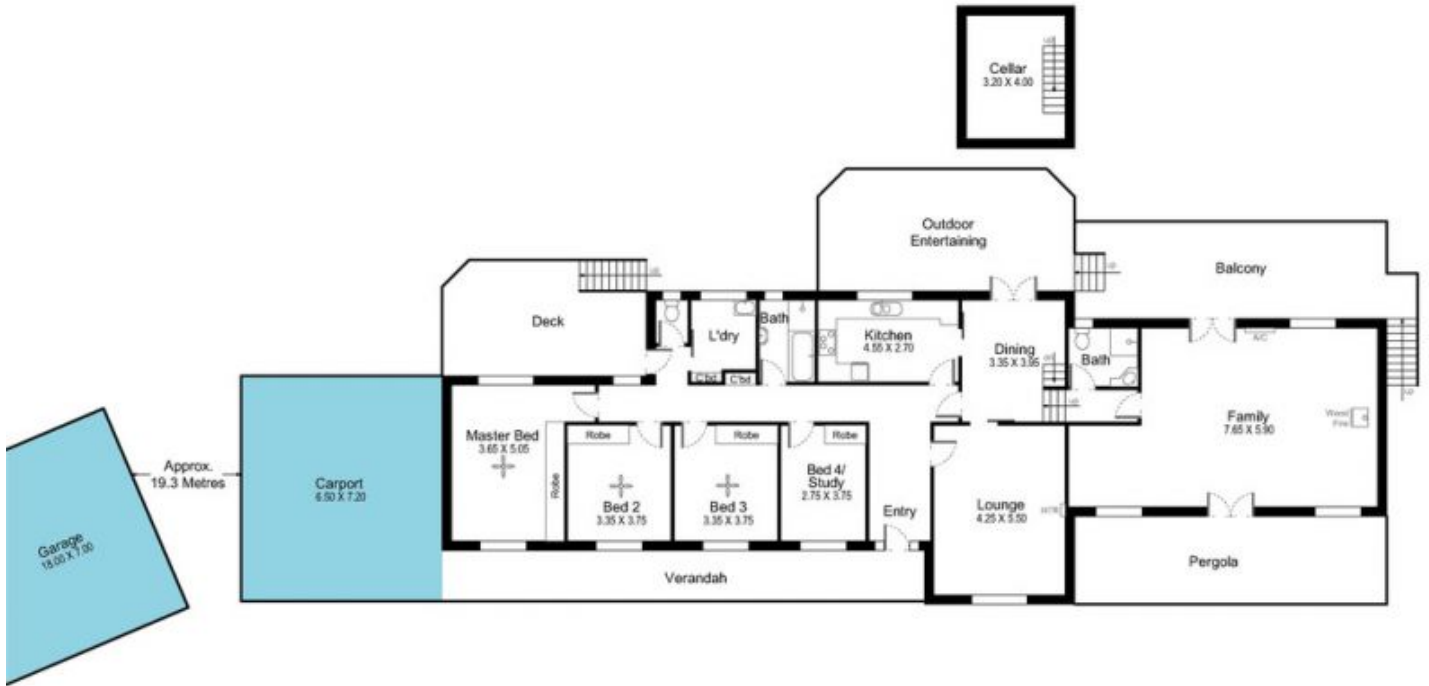 Cellar
3.20 X 4.00
Outdoor
Entertaining
Balcony
Deck
L'dry
Bath
Kitchen
4.55 X 2.70
Dining
3.35 X 3.95
Bath
A/C
C'bd
C'bd
Master Bed
3.65 X 5.05
Robe
Robe
Robe
Robe
Bed 2
3.35 X 3.75
Bed 3
3.35 X 3.75
Bed 4/
Study
2.75 X 3.75
Entry
Lounge
4.25 X 5.50
Family
7.65 X 5.90
Wood
Fire
Approx.
19.3 Metres
Carport
6.50 X 7.20
Garage
18.00 X 7.00
Verandah
Pergola